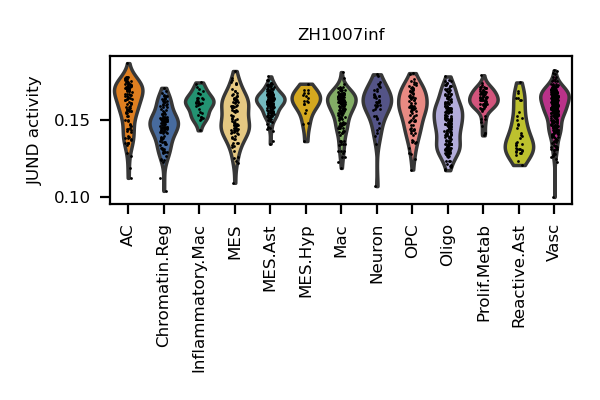 ZH1007inf
JUND activity
0.15
0.10
AC
Chromatin.Reg
Inflammatory.Mac
MES
MES.Ast
MES.Hyp
Mac
Neuron
OPC
Oligo
Prolif.Metab
Reactive.Ast
Vasc